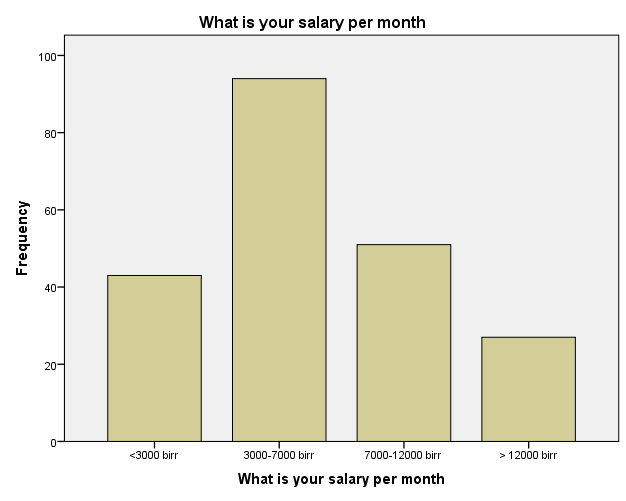 What is your salary per month
100
80
60
40
20
0
Frequency
<3000 birr
3000-7000 birr
7000-12000 birr
> 12000 birr
What is your salary per month